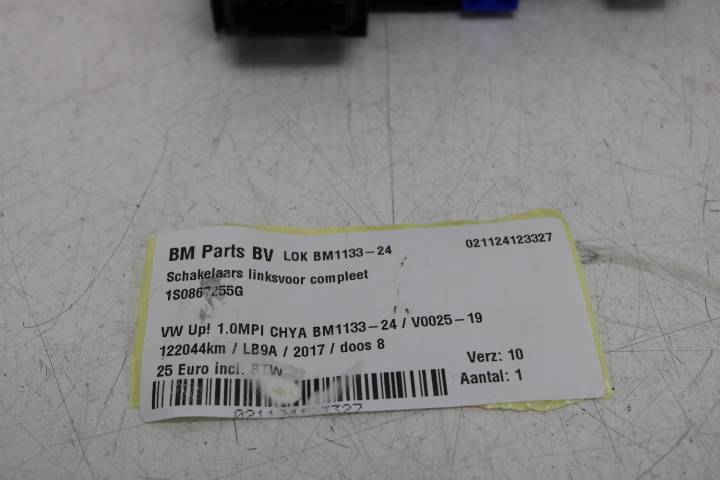 BM Parts BV LOK BM1133-24
021124123327
Schakelaars linksvoor compleet
1S0867255G
VW Up! 1.0MPI CHYA BM1133-24 / V0025-19
122044km / LB9A / 2017 / doos 8
25 Euro incl. BTW
Verz: 10
Aantal: 1